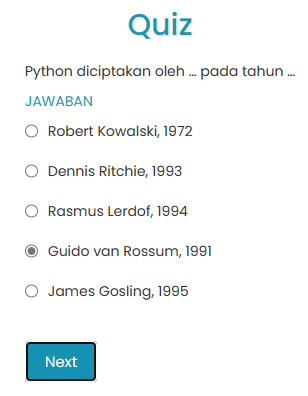 Quiz
Python diciptakan oleh ... pada tahun ...
JAWABAN
Robert Kowalski, 1972
Dennis Ritchie, 1993
Rasmus Lerdof, 1994
Guido van Rossum, 1991
James Gosling, 1995
Next